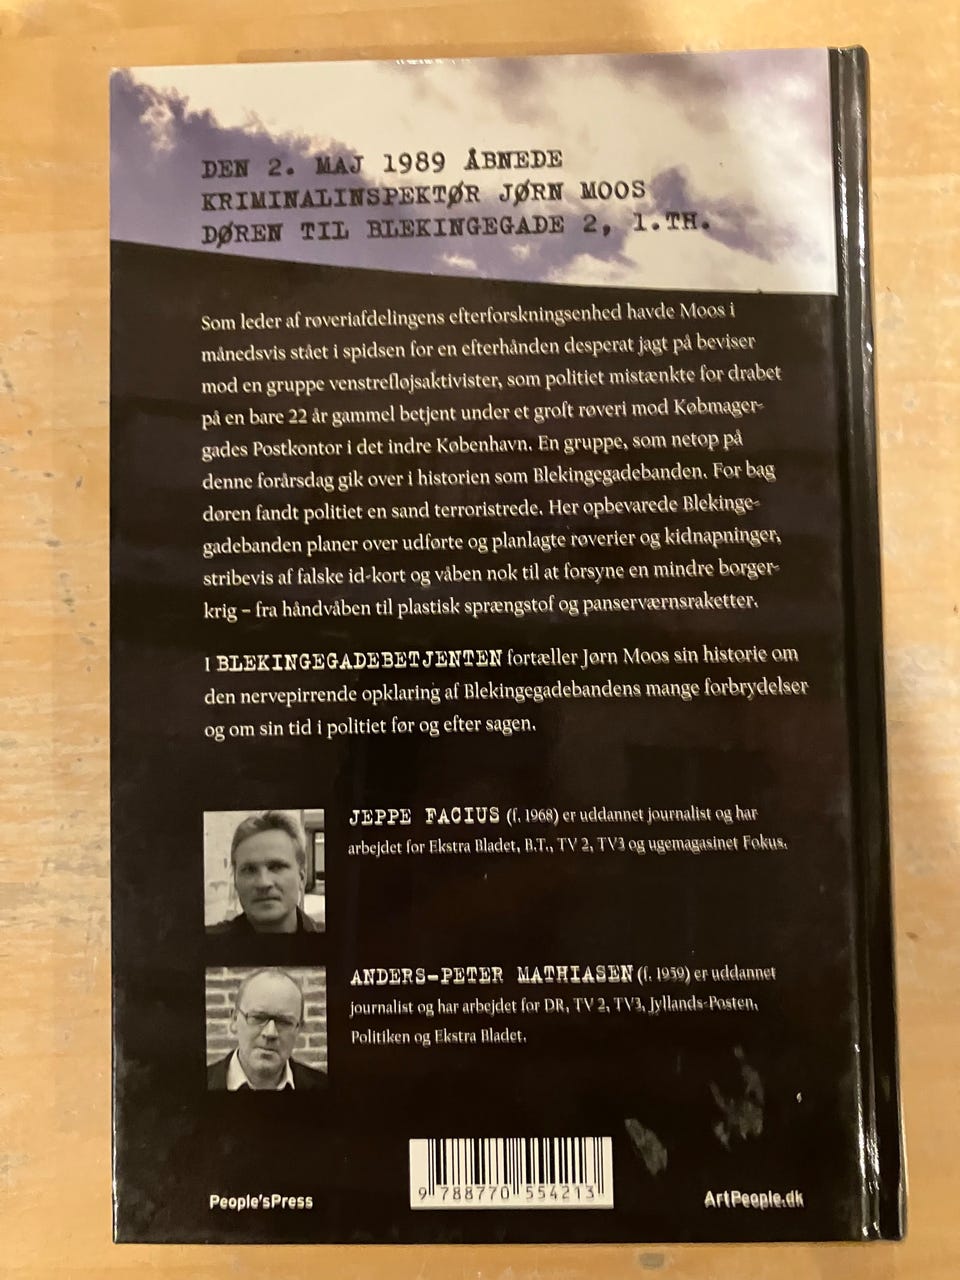 DEN 2. MAJ 1989 ÅBNEDE
KRIMINALINSPEKTØR JØRN MOOS
DØREN TIL BLEKINGEGADE 2, 1.TH.
Som leder af røveriafdelingens efterforskningsenhed havde Moos i
månedsvis stået i spidsen for en efterhånden desperat jagt på beviser
mod en gruppe venstrefløjsaktivister, som politiet mistænkte for drabet
på en bare 22 år gammel betjent under et groft røveri mod Købmager-
gades Postkontor i det indre København. En gruppe, som netop på
denne forårsdag gik over i historien som Blekingegadebanden. For bag
døren fandt politiet en sand terroristrede. Her opbevarede Blekinge-
gadebanden planer over udførte og planlagte røverier og kidnapninger,
stribevis af falske id-kort og våben nok til at forsyne en mindre borger-
krig – fra håndvåben til plastisk sprængstof og panserværnsraketter.
I BLEKINGEGADEBETJENTEN fortæller Jørn Moos sin historie om
den nervepirrende opklaring af Blekingegadebandens mange forbrydelser
og om sin tid i politiet før og efter sagen.
JEPPE FACIUS (f. 1968) er uddannet journalist og har
arbejdet for Ekstra Bladet, B.T., TV 2, TV3 og ugemagasinet Fokus.
ANDERS-PETER MATHIASEN (f. 1959) er uddannet
journalist og har arbejdet for DR, TV 2, TV3, Jyllands-Posten,
Politiken og Ekstra Bladet.
9 788770 554213
People'sPress
ArtPeople.dk